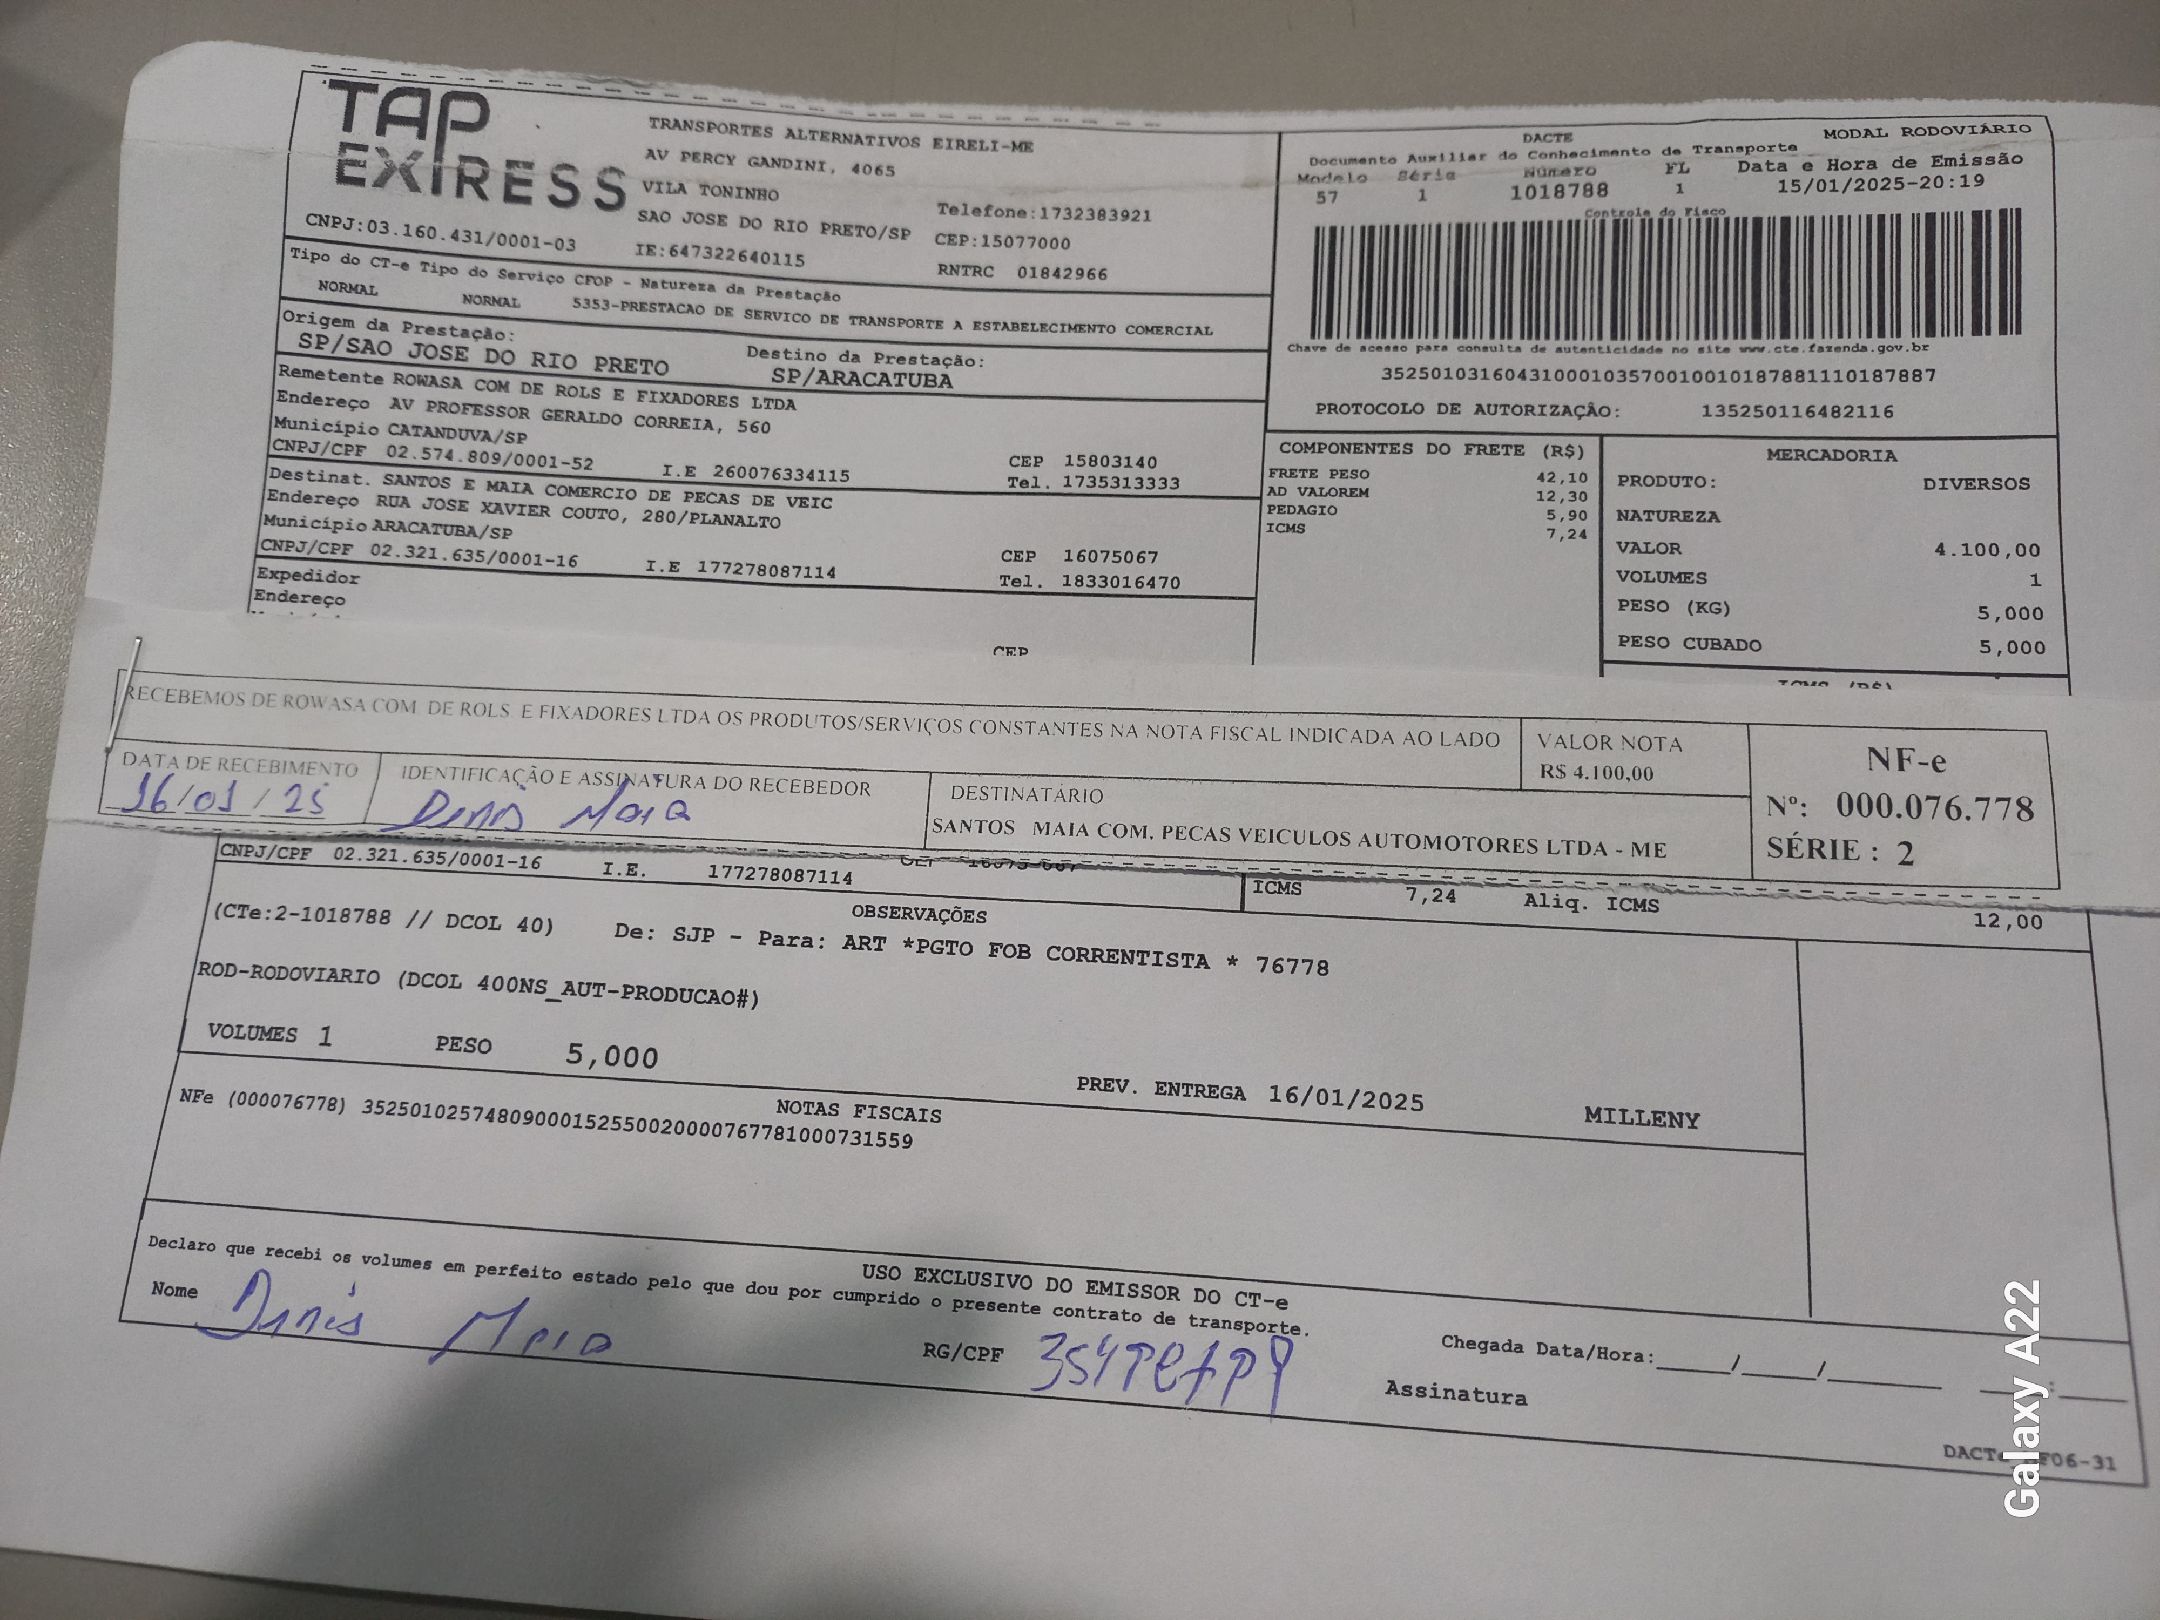 TAP
EXIRESS
TRANSPORTES ALTERNATIVOS EIRELI-ME
AV PERCY GANDINI, 4065
VILA TONINHO
Telefone:1732383921
SAO JOSE DO RIO PRETO/SP CEP:15077000
CNPJ:03.160.431/0001-03 IE:647322640115 RNTRC 01842966
DACTE MODAL RODOVIÁRIO
Documento Auxiliar do Conhecimento de Transporte
Modelo Série Número FL Data e Hora de Emissão
57 1 1018788 1 15/01/2025-20:19
Controle do Fisco
Chave de acesso para consulta de autenticidade no site www.cte.fazenda.gov.br
35250103160431000103570010010187881110187887
PROTOCOLO DE AUTORIZAÇÃO: 135250116482116
Tipo do CT-e Tipo do Serviço CFOP - Natureza da Prestação
NORMAL NORMAL 5353-PRESTACAO DE SERVICO DE TRANSPORTE A ESTABELECIMENTO COMERCIAL
Origem da Prestação: Destino da Prestação:
SP/SAO JOSE DO RIO PRETO SP/ARACATUBA
Remetente ROWASA COM DE ROLS E FIXADORES LTDA
Endereço AV PROFESSOR GERALDO CORREIA, 560
Município CATANDUVA/SP CEP 15803140
CNPJ/CPF 02.574.809/0001-52 I.E 260076334115 Tel. 1735313333
Destinat. SANTOS E MAIA COMERCIO DE PECAS DE VEIC
Endereço RUA JOSE XAVIER COUTO, 280/PLANALTO
Município ARACATUBA/SP CEP 16075067
CNPJ/CPF 02.321.635/0001-16 I.E 177278087114 Tel. 1833016470
Expedidor
Endereço
CEP
COMPONENTES DO FRETE (R$)
FRETE PESO 42,10
AD VALOREM 12,30
PEDAGIO 5,90
ICMS 7,24
MERCADORIA
PRODUTO: DIVERSOS
NATUREZA
VALOR 4.100,00
VOLUMES 1
PESO (KG) 5,000
PESO CUBADO 5,000
ICMS (R$)
RECEBEMOS DE ROWASA COM DE ROLS E FIXADORES LTDA OS PRODUTOS/SERVIÇOS CONSTANTES NA NOTA FISCAL INDICADA AO LADO
VALOR NOTA
R$ 4.100,00
NF-e
Nº: 000.076.778
SÉRIE : 2
DATA DE RECEBIMENTO
16/01/25
IDENTIFICAÇÃO E ASSINATURA DO RECEBEDOR
Denis Maia
DESTINATÁRIO
SANTOS MAIA COM. PECAS VEICULOS AUTOMOTORES LTDA - ME
CNPJ/CPF 02.321.635/0001-16 I.E. 177278087114
ICMS 7,24 Aliq. ICMS 12,00
OBSERVAÇÕES
(CTe:2-1018788 // DCOL 40) De: SJP - Para: ART *PGTO FOB CORRENTISTA * 76778
ROD-RODOVIARIO (DCOL 400NS_AUT-PRODUCAO#)
VOLUMES 1 PESO 5,000 PREV. ENTREGA 16/01/2025 MILLENY
NOTAS FISCAIS
NFe (000076778) 35250102574809000152550020000767781000731559
USO EXCLUSIVO DO EMISSOR DO CT-e
Declaro que recebi os volumes em perfeito estado pelo que dou por cumprido o presente contrato de transporte.
Nome Denis Maia RG/CPF Chegada Data/Hora:____/____/______ ____:____
Assinatura
F06-31
Galaxy A22